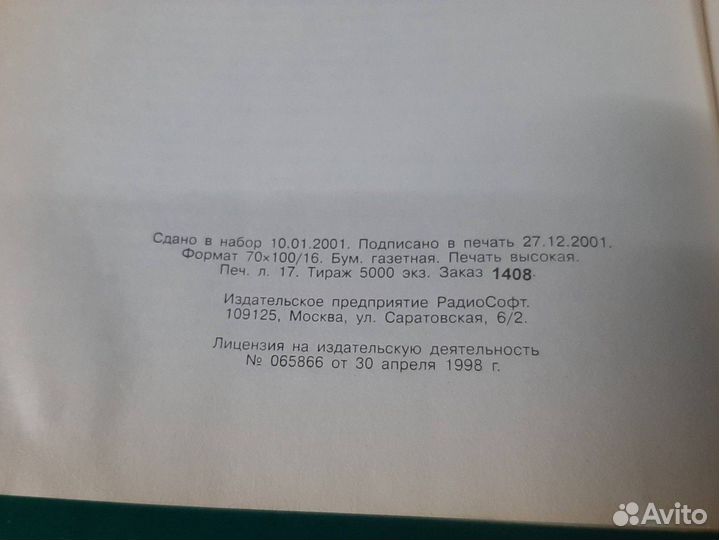 Сдано в набор 10.01.2001. Подписано в печать 27.12.2001.
Формат 70×100/16. Бум. газетная. Печать высокая.
Печ. л. 17. Тираж 5000 экз. Заказ 1408.
Издательское предприятие РадиоСофт.
109125, Москва, ул. Саратовская, 6/2.
Лицензия на издательскую деятельность
№ 065866 от 30 апреля 1998 г.
Avito